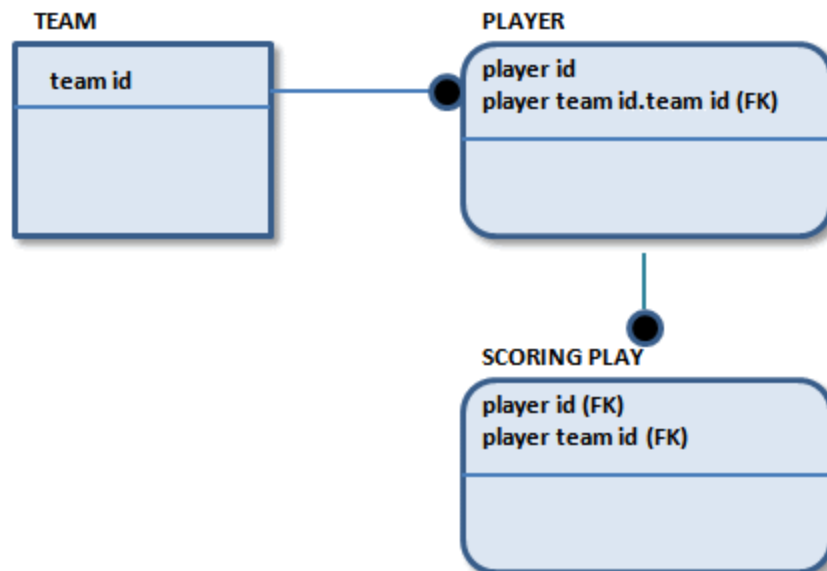 TEAM
team id
PLAYER
player id
player team id.team id (FK)
SCORING PLAY
player id (FK)
player team id (FK)